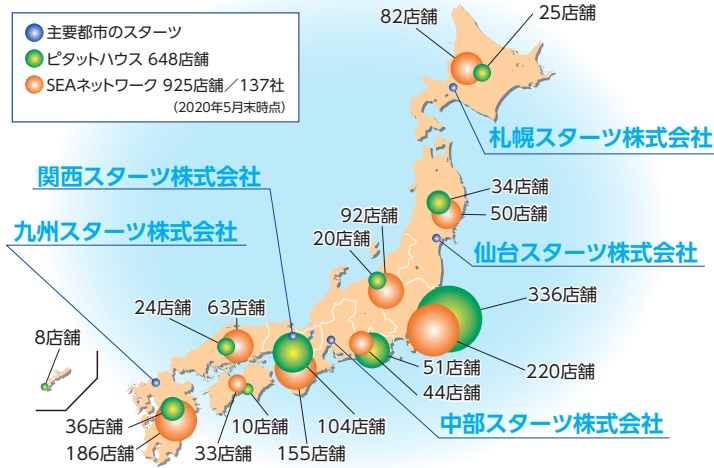 主要都市のスターツ
ピタットハウス 648店舗
SEAネットワーク 925店舗／137社
（2020年5月末時点）
82店舗
25店舗
札幌スターツ株式会社
関西スターツ株式会社
34店舗
50店舗
92店舗
20店舗
九州スターツ株式会社
仙台スターツ株式会社
336店舗
24店舗
63店舗
8店舗
220店舗
51店舗
44店舗
中部スターツ株式会社
36店舗
186店舗
10店舗
33店舗
104店舗
155店舗